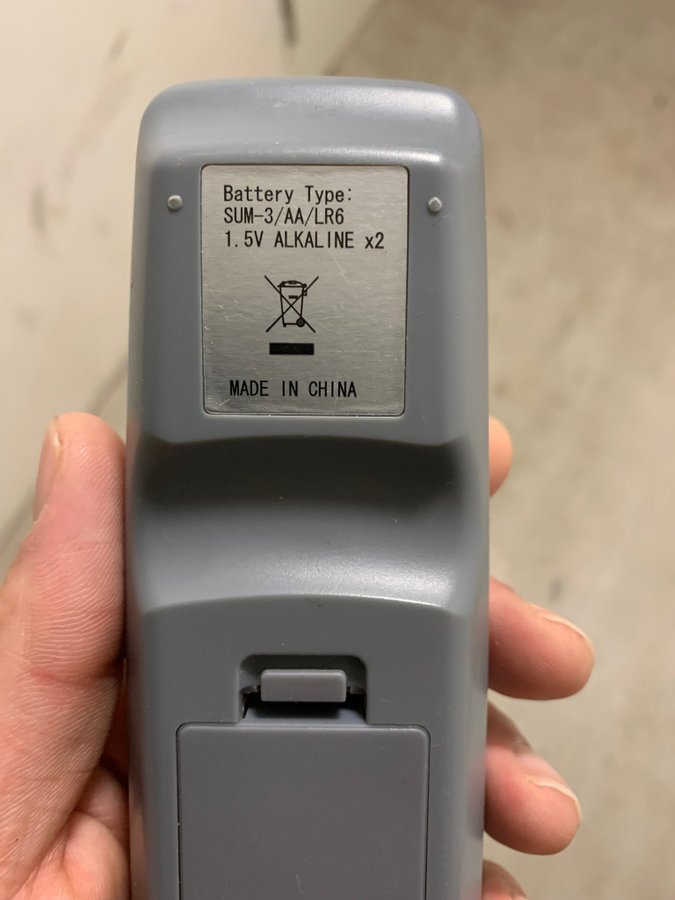 Battery Type:
SUM-3/AA/LR6
1.5V ALKALINE x2
MADE IN CHINA